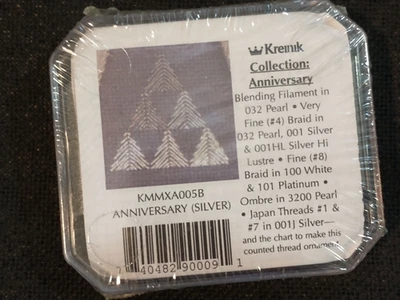 Kreinik
Collection:
Anniversary
Blending Filament in
032 Pearl • Very
Fine (#4) Braid in
032 Pearl, 001 Silver
& 001HL Silver Hi
Lustre • Fine (#8)
Braid in 100 White
& 101 Platinum •
Ombre in 3200 Pearl
• Japan Threads #1 &
#7 in 001J Silver—
and the chart to make this
counted thread ornament
KMMXA005B
ANNIVERSARY (SILVER)
40482 90009 1